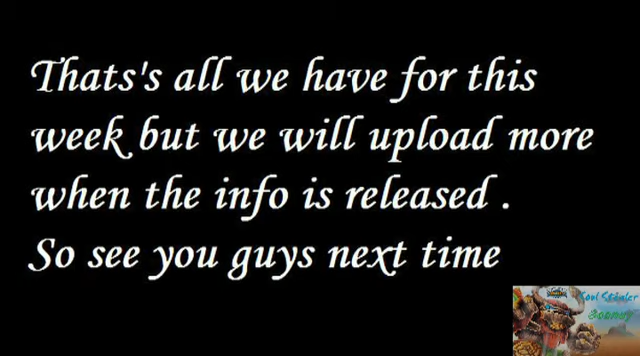 Thats's all we have for this
week but we will upload more
when the info is released .
So see you guys next time